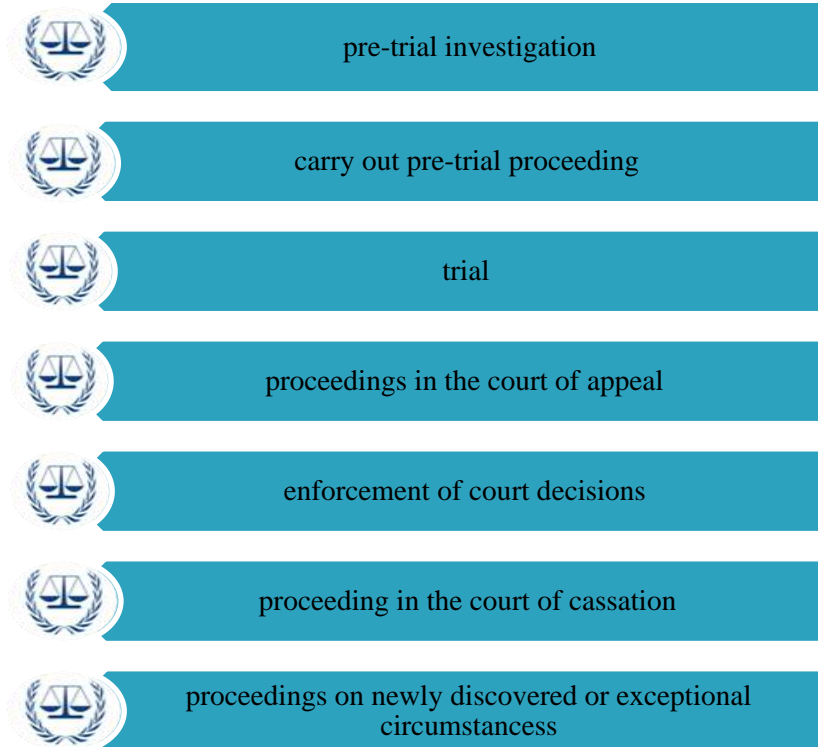 pre-trial investigation
carry out pre-trial proceeding
trial
proceedings in the court of appeal
enforcement of court decisions
proceeding in the court of cassation
proceedings on newly discovered or exceptional
circumstancess